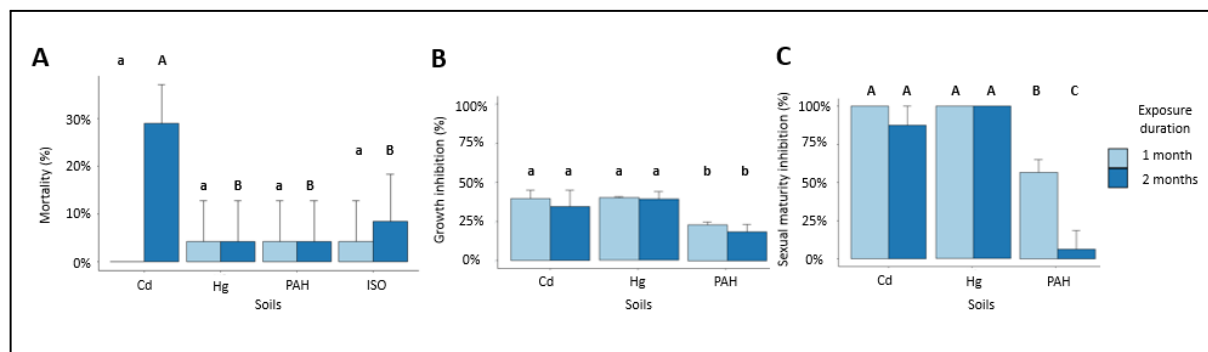 A
a A
30%
20%
10%
0%
a B a B
a B
Cd Hg PAH ISO
Soils
Mortality (%)
B
100%
75%
50%
25%
0%
a a a a b b
Cd Hg PAH
Soils
Growth inhibition (%)
C
A A A A B C
100%
75%
50%
25%
0%
Cd Hg PAH
Soils
Sexual maturity inhibition (%)
Exposure
duration
1 month
2 months